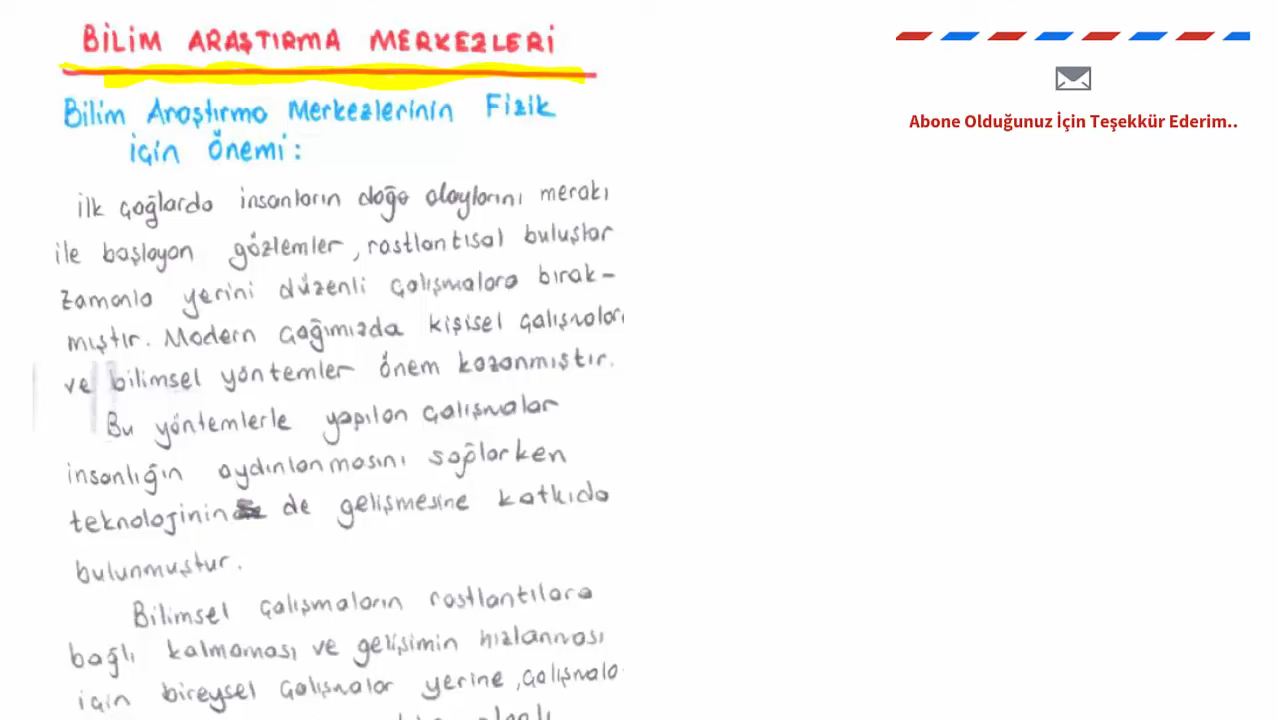 BİLİM ARAŞTIRMA MERKEZLERİ
Bilim Araştırma Merkezlerinin Fizik
için önemi:
ilk çağlarda insanların doğa olaylarını merakı
ile başlayan gözlemler, rastlantısal buluşlar
zamanla yerini düzenli çalışmalara bırak-
mıştır. Modern çağımızda kişisel çalışmalar
ve bilimsel yöntemler önem kazanmıştır.
Bu yöntemlerle yapılan çalışmalar
insanlığın aydınlanmasını sağlarken
teknolojinin de gelişmesine katkıda
bulunmuştur.
Bilimsel çalışmaların rastlantılara
bağlı kalmaması ve gelişimin hızlanması
için bireysel çalışmalar yerine, çalışmala
Abone Olduğunuz İçin Teşekkür Ederim..